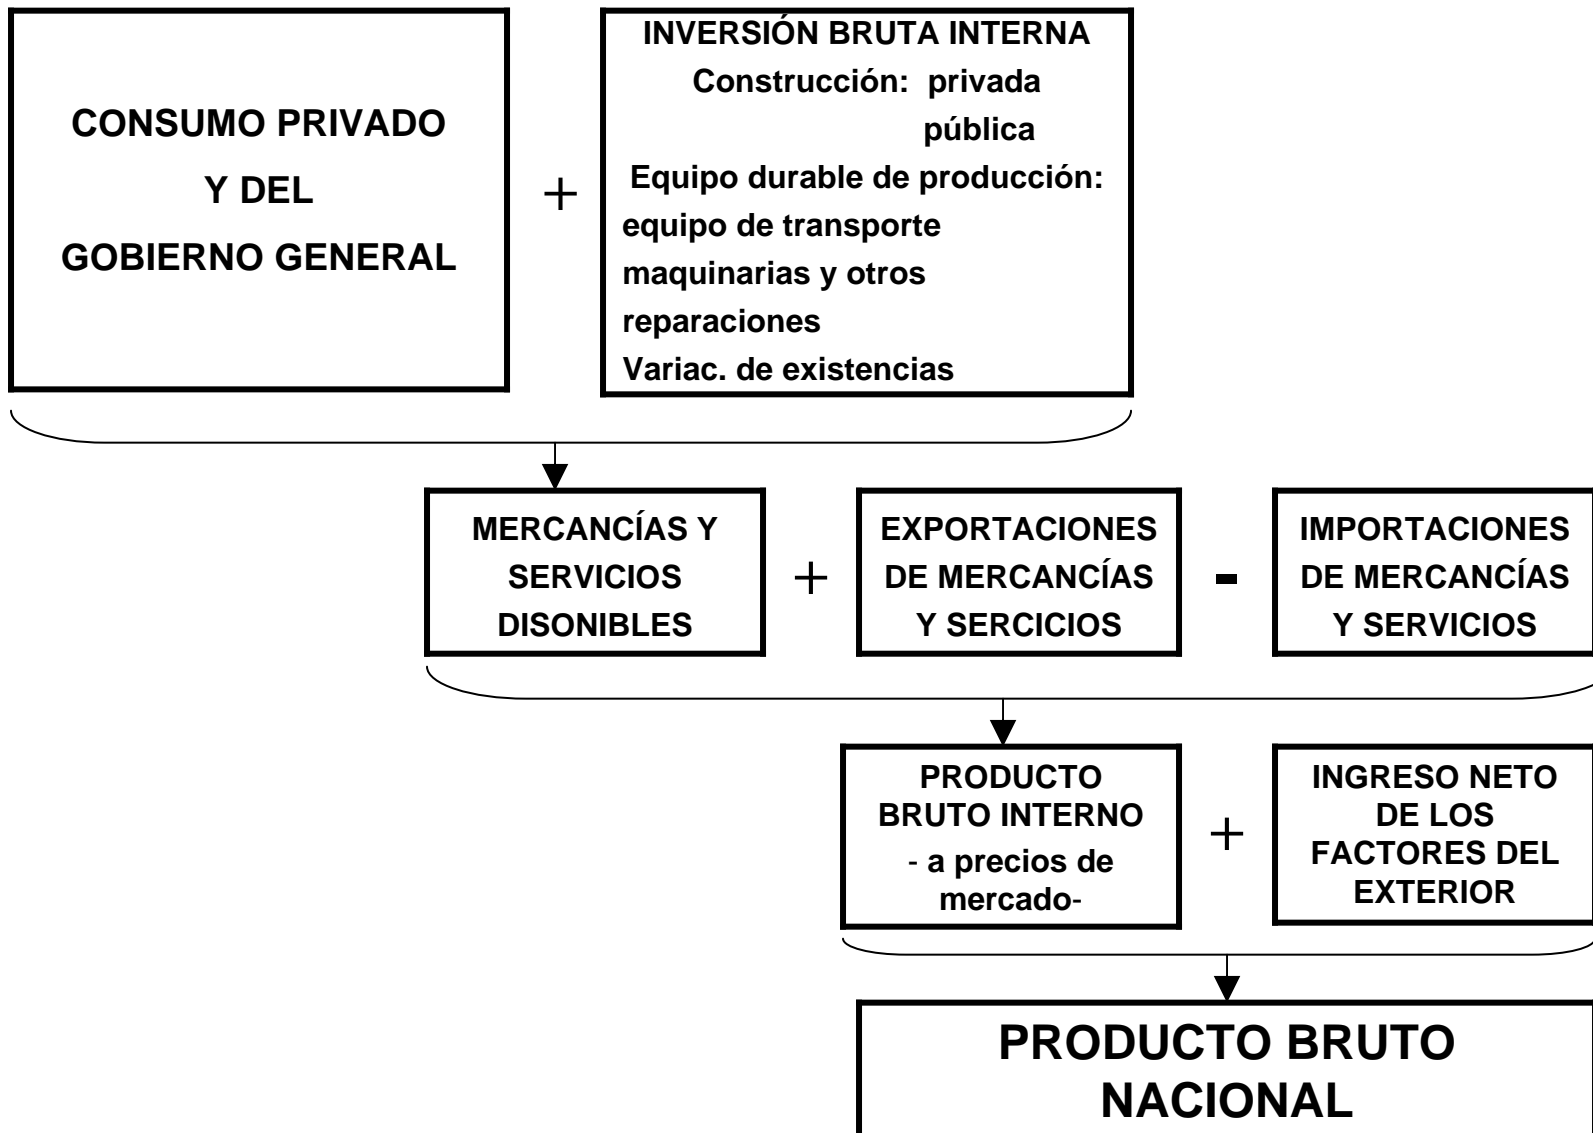 CONSUMO PRIVADO
Y DEL
GOBIERNO GENERAL
+
INVERSIÓN BRUTA INTERNA
Construcción: privada
pública
Equipo durable de producción:
equipo de transporte
maquinarias y otros
reparaciones
Variac. de existencias
MERCANCÍAS Y
SERVICIOS
DISONIBLES
+
EXPORTACIONES
DE MERCANCÍAS
Y SERCICIOS
-
IMPORTACIONES
DE MERCANCÍAS
Y SERVICIOS
PRODUCTO
BRUTO INTERNO
- a precios de
mercado-
+
INGRESO NETO
DE LOS
FACTORES DEL
EXTERIOR
PRODUCTO BRUTO
NACIONAL